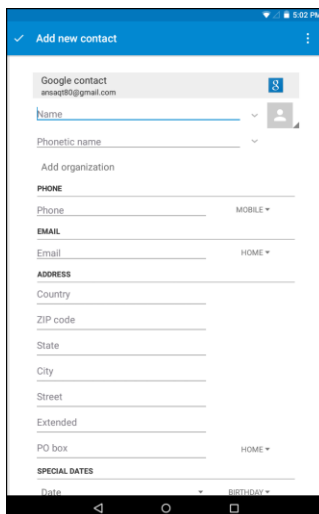 5:02 PM
Add new contact
Google contact
ansaqt80@gmail.com
8
Name
Phonetic name
Add organization
PHONE
Phone MOBILE
EMAIL
Email HOME
ADDRESS
Country
ZIP code
State
City
Street
Extended
PO box HOME
SPECIAL DATES
Date BIRTHDAY